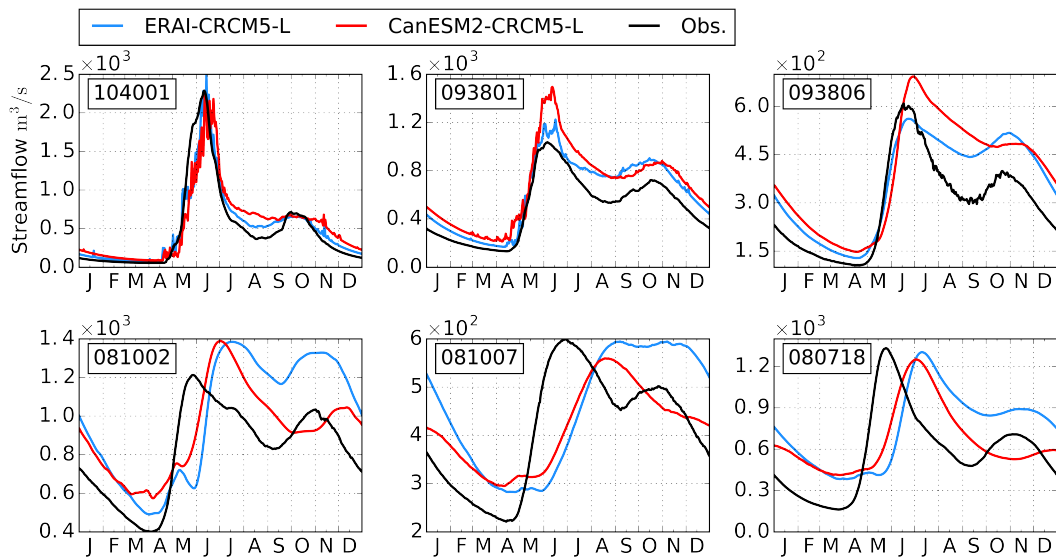 ERAI-CRCM5-L CanESM2-CRCM5-L Obs.
×10³ ×10³ ×10²
Streamflow m³/s
2.5 2.0 1.5 1.0 0.5 0.0
104001
J F M A M J J A S O N D
1.6 1.2 0.8 0.4 0.0
093801
J F M A M J J A S O N D
6.0 4.5 3.0 1.5
093806
J F M A M J J A S O N D
×10³ ×10² ×10³
1.4 1.2 1.0 0.8 0.6 0.4
081002
J F M A M J J A S O N D
6 5 4 3 2
081007
J F M A M J J A S O N D
1.2 0.9 0.6 0.3 0.0
080718
J F M A M J J A S O N D